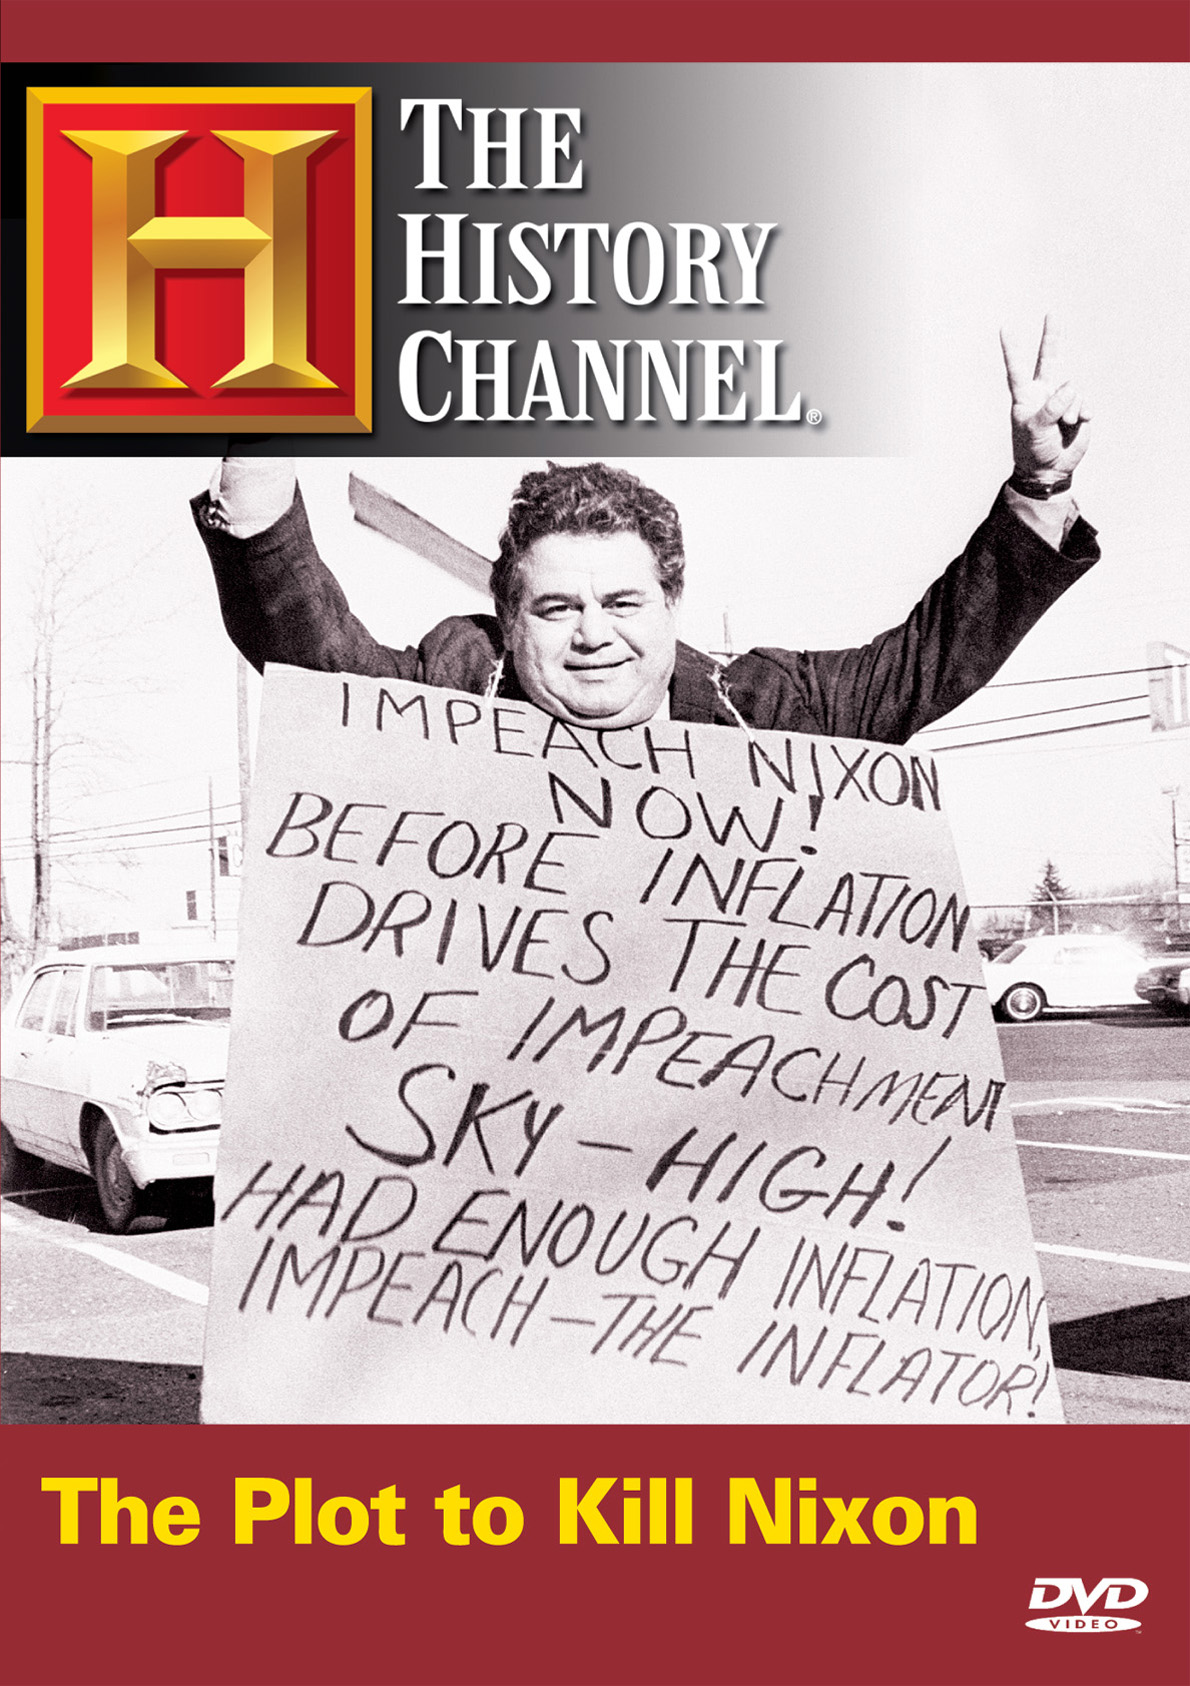 H
THE
HISTORY
CHANNEL®
IMPEACH NIXON
NOW!
BEFORE INFLATION
DRIVES THE COST
OF IMPEACHMENT
SKY-HIGH!
HAD ENOUGH INFLATION,
IMPEACH-THE INFLATOR!
The Plot to Kill Nixon
DVD
VIDEO™